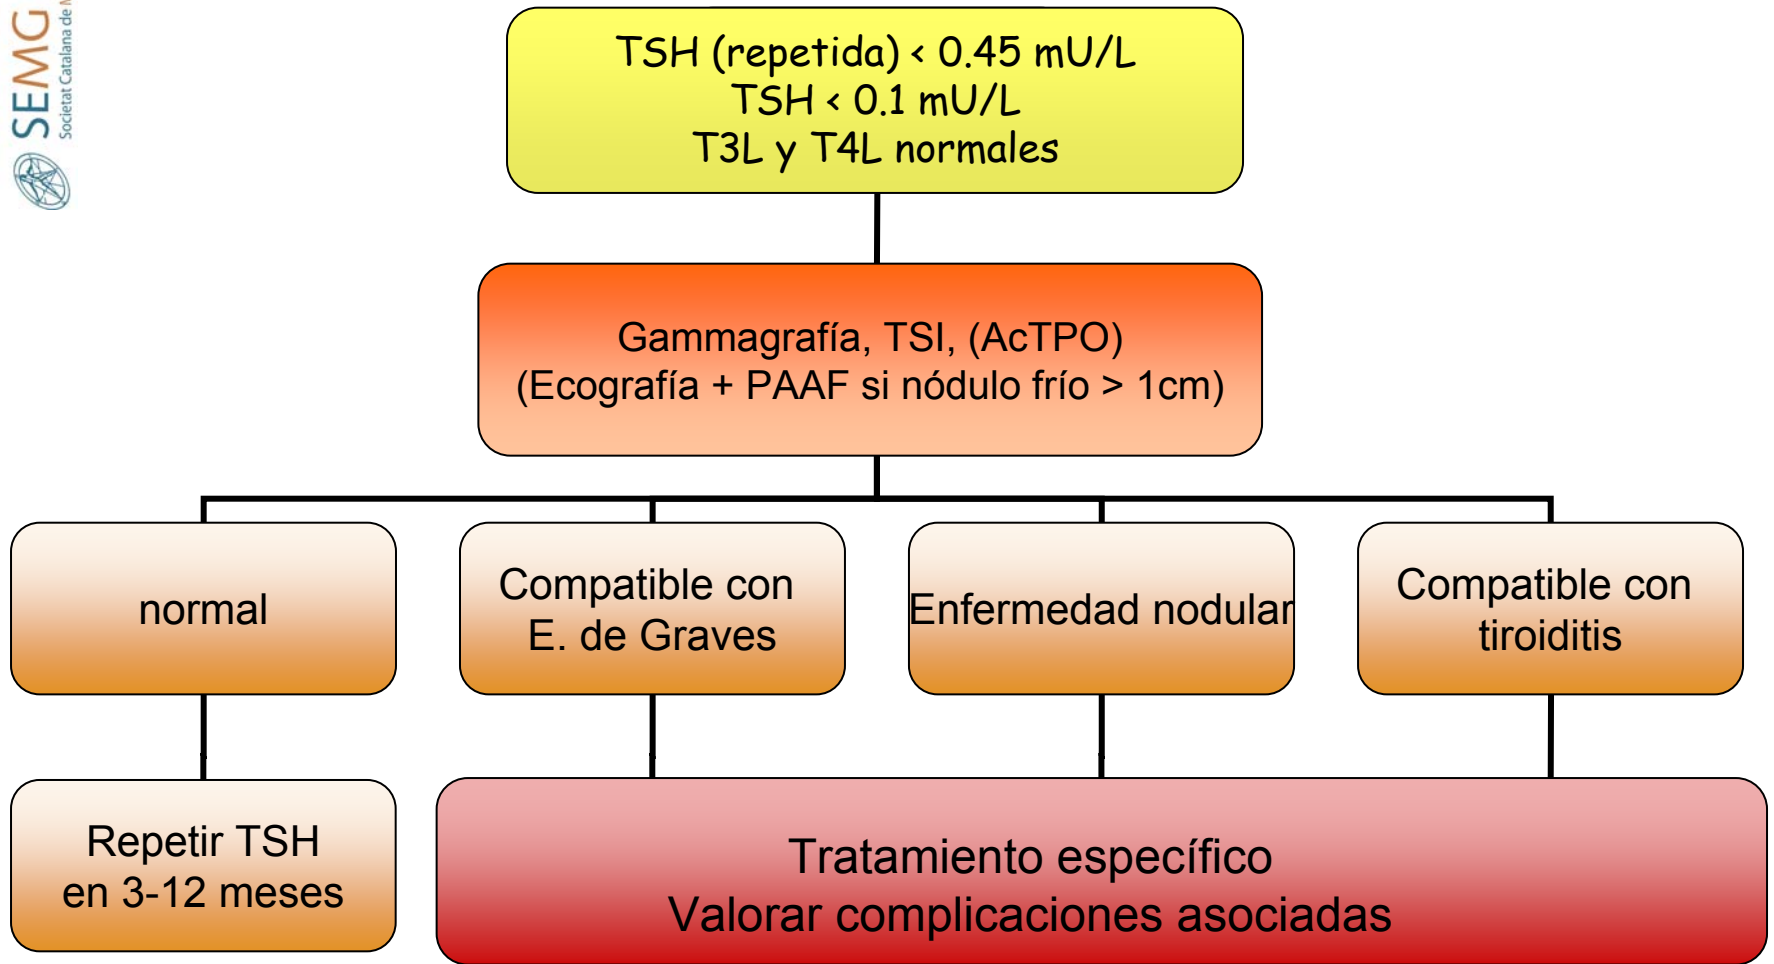 SEMG
Societat Catalana de
TSH (repetida) < 0.45 mU/L
TSH < 0.1 mU/L
T3L y T4L normales
Gammagrafía, TSI, (AcTPO)
(Ecografía + PAAF si nódulo frío > 1cm)
normal
Compatible con
E. de Graves
Enfermedad nodular
Compatible con
tiroiditis
Repetir TSH
en 3-12 meses
Tratamiento específico
Valorar complicaciones asociadas